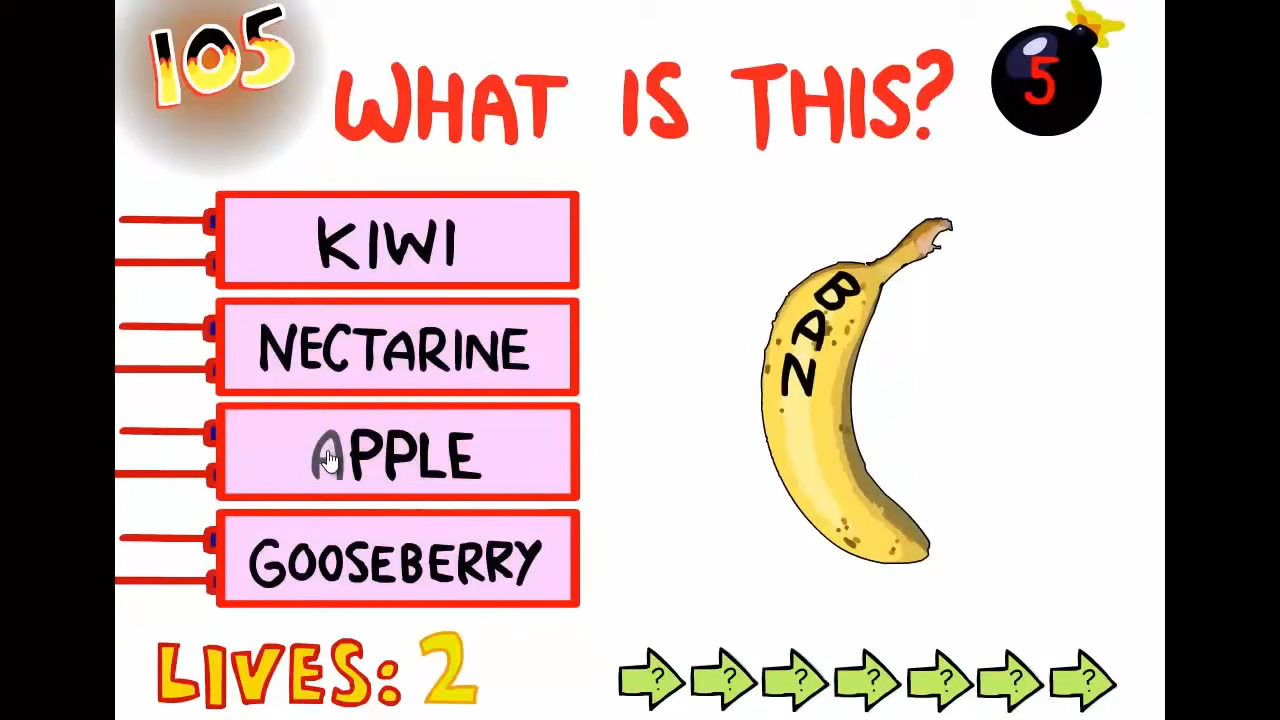 105
WHAT IS THIS?
5
KIWI
NECTARINE
APPLE
GOOSEBERRY
BAN
LIVES: 2
? ? ? ? ? ? ?